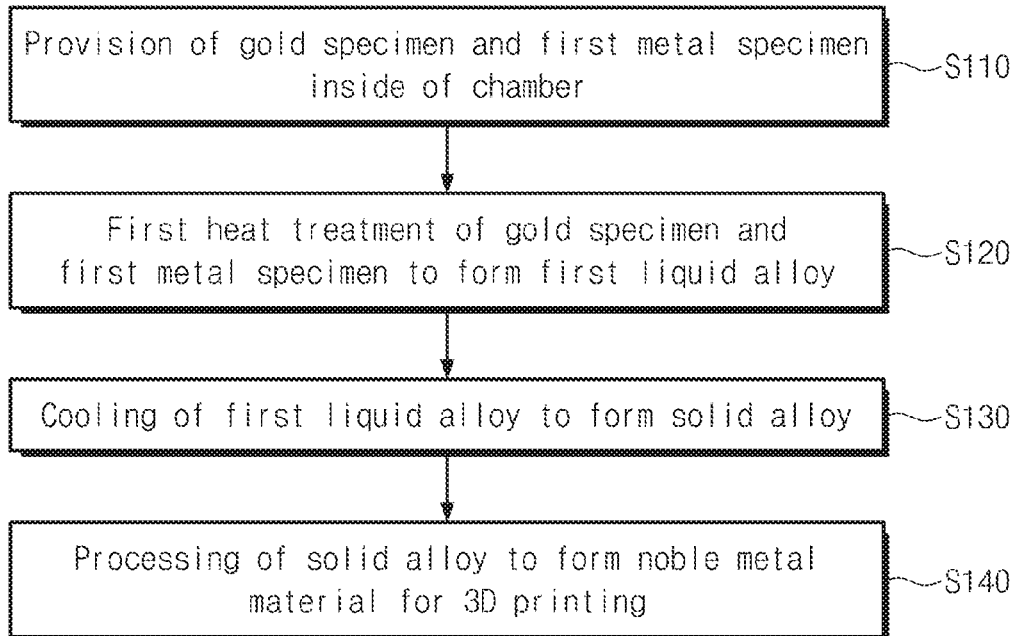 Provision of gold specimen and first metal specimen
inside of chamber
S110
First heat treatment of gold specimen and
first metal specimen to form first liquid alloy
S120
Cooling of first liquid alloy to form solid alloy
S130
Processing of solid alloy to form noble metal
material for 3D printing
S140